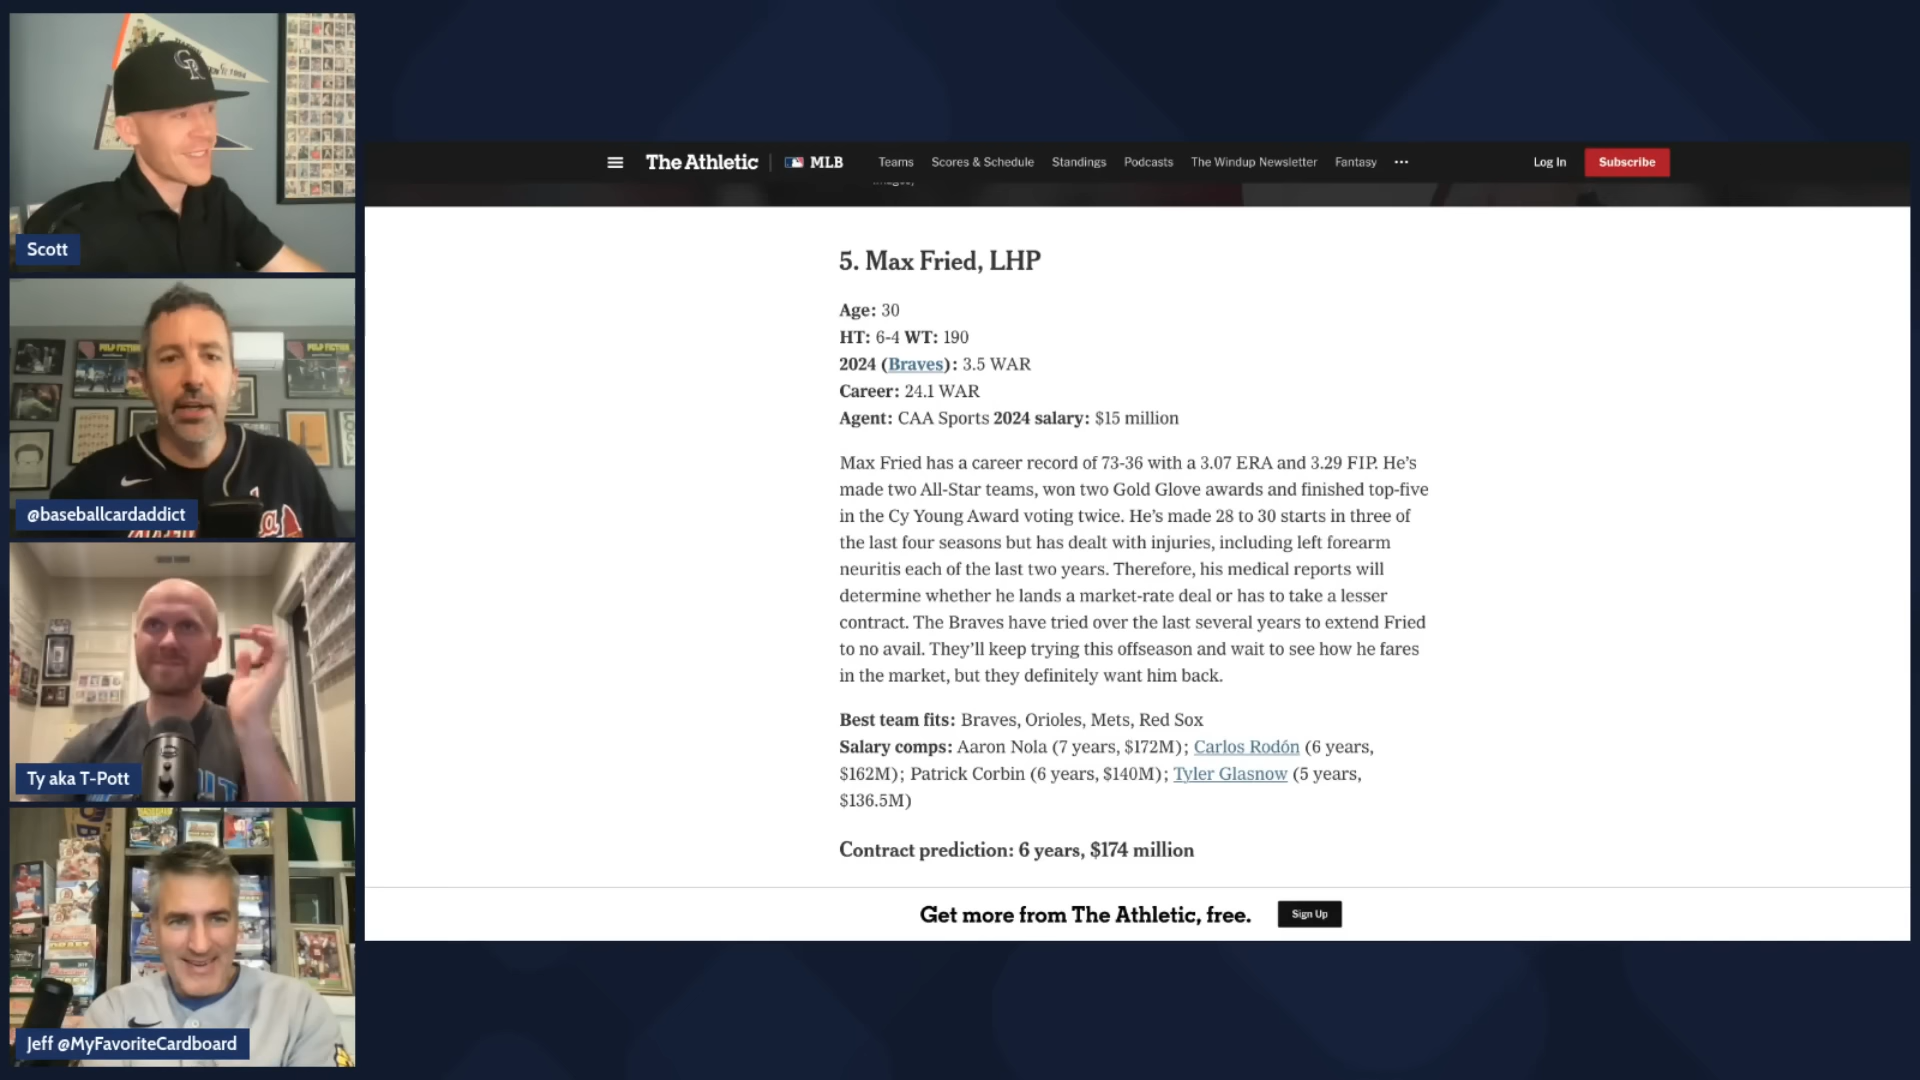 Scott
@baseballcardaddict
Ty aka T-Pott
Jeff @MyFavoriteCardboard
PULP FICTION
PULP FICTION
CR
The Athletic
MLB
Teams
Scores & Schedule
Standings
Podcasts
The Windup Newsletter
Fantasy
···
Log In
Subscribe
5. Max Fried, LHP
Age: 30
HT: 6-4 WT: 190
2024 (Braves): 3.5 WAR
Career: 24.1 WAR
Agent: CAA Sports 2024 salary: $15 million
Max Fried has a career record of 73-36 with a 3.07 ERA and 3.29 FIP. He’s
made two All-Star teams, won two Gold Glove awards and finished top-five
in the Cy Young Award voting twice. He’s made 28 to 30 starts in three of
the last four seasons but has dealt with injuries, including left forearm
neuritis each of the last two years. Therefore, his medical reports will
determine whether he lands a market-rate deal or has to take a lesser
contract. The Braves have tried over the last several years to extend Fried
to no avail. They’ll keep trying this offseason and wait to see how he fares
in the market, but they definitely want him back.
Best team fits: Braves, Orioles, Mets, Red Sox
Salary comps: Aaron Nola (7 years, $172M); Carlos Rodón (6 years,
$162M); Patrick Corbin (6 years, $140M); Tyler Glasnow (5 years,
$136.5M)
Contract prediction: 6 years, $174 million
Get more from The Athletic, free.
Sign Up